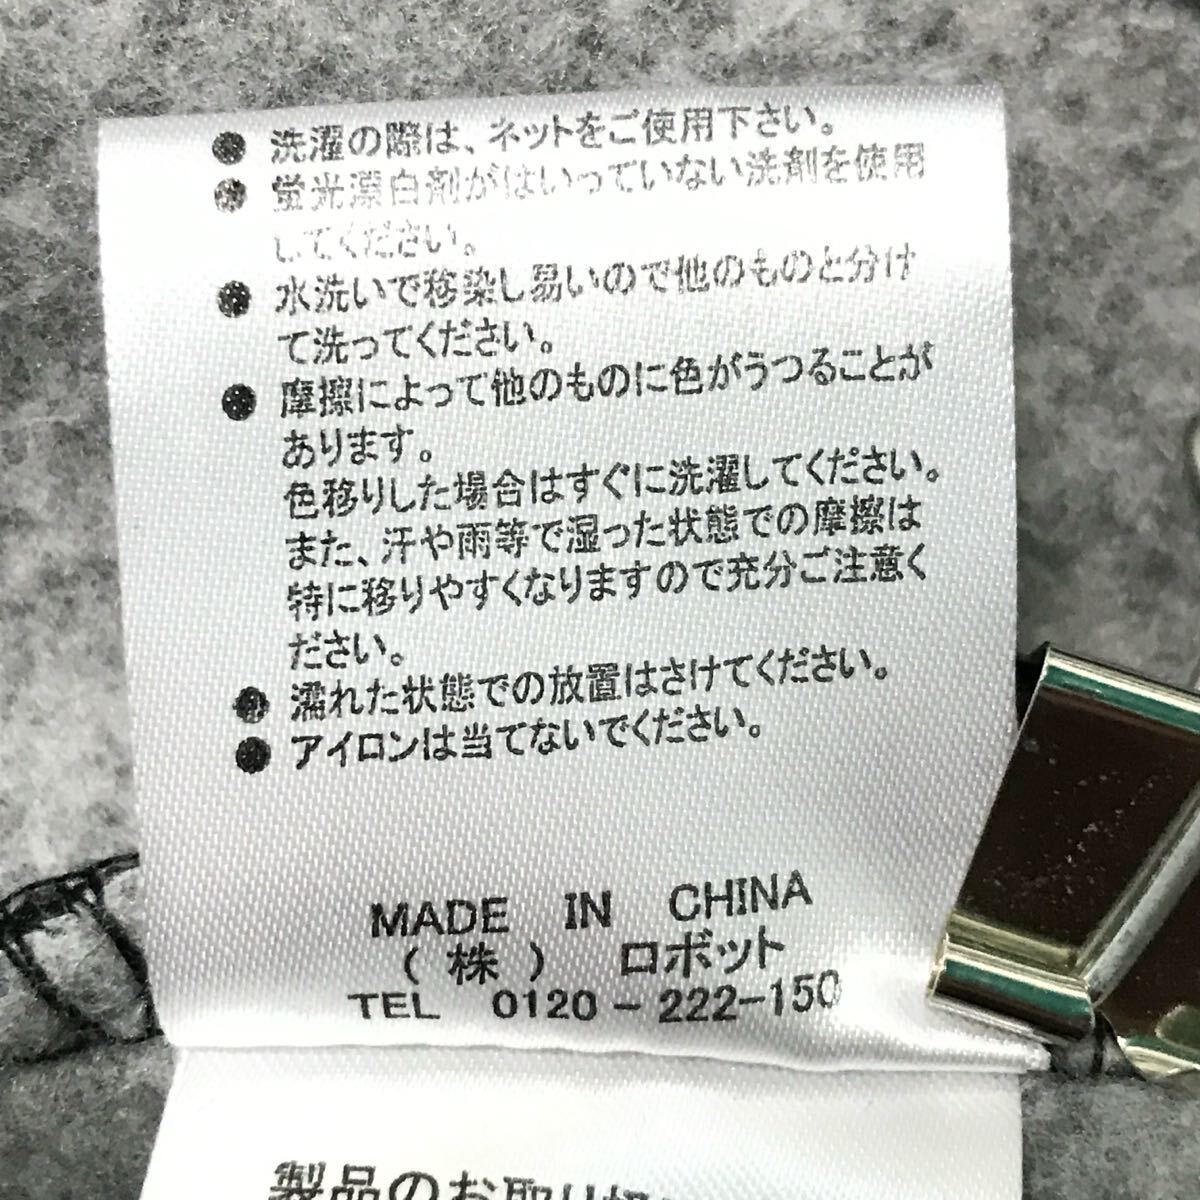 ● 洗濯の際は、ネットをご使用下さい。
● 蛍光漂白剤がはいっていない洗剤を使用
してください。
● 水洗いで移染し易いので他のものと分け
て洗ってください。
● 摩擦によって他のものに色がうつることが
あります。
色移りした場合はすぐに洗濯してください。
また、汗や雨等で湿った状態での摩擦は
特に移りやすくなりますので充分ご注意く
ださい。
● 濡れた状態での放置はさけてください。
● アイロンは当てないでください。
MADE IN CHINA
(株) ロボット
TEL 0120-222-150
製品のお取り扱